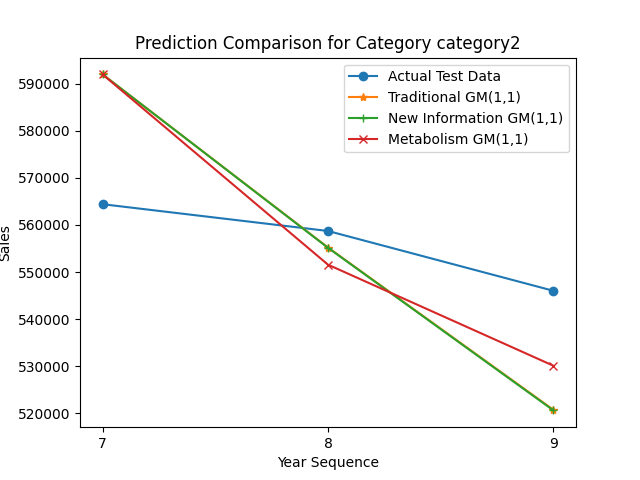 Prediction Comparison for Category category2
Actual Test Data
Traditional GM(1,1)
New Information GM(1,1)
Metabolism GM(1,1)
Sales
590000
580000
570000
560000
550000
540000
530000
520000
7
8
9
Year Sequence